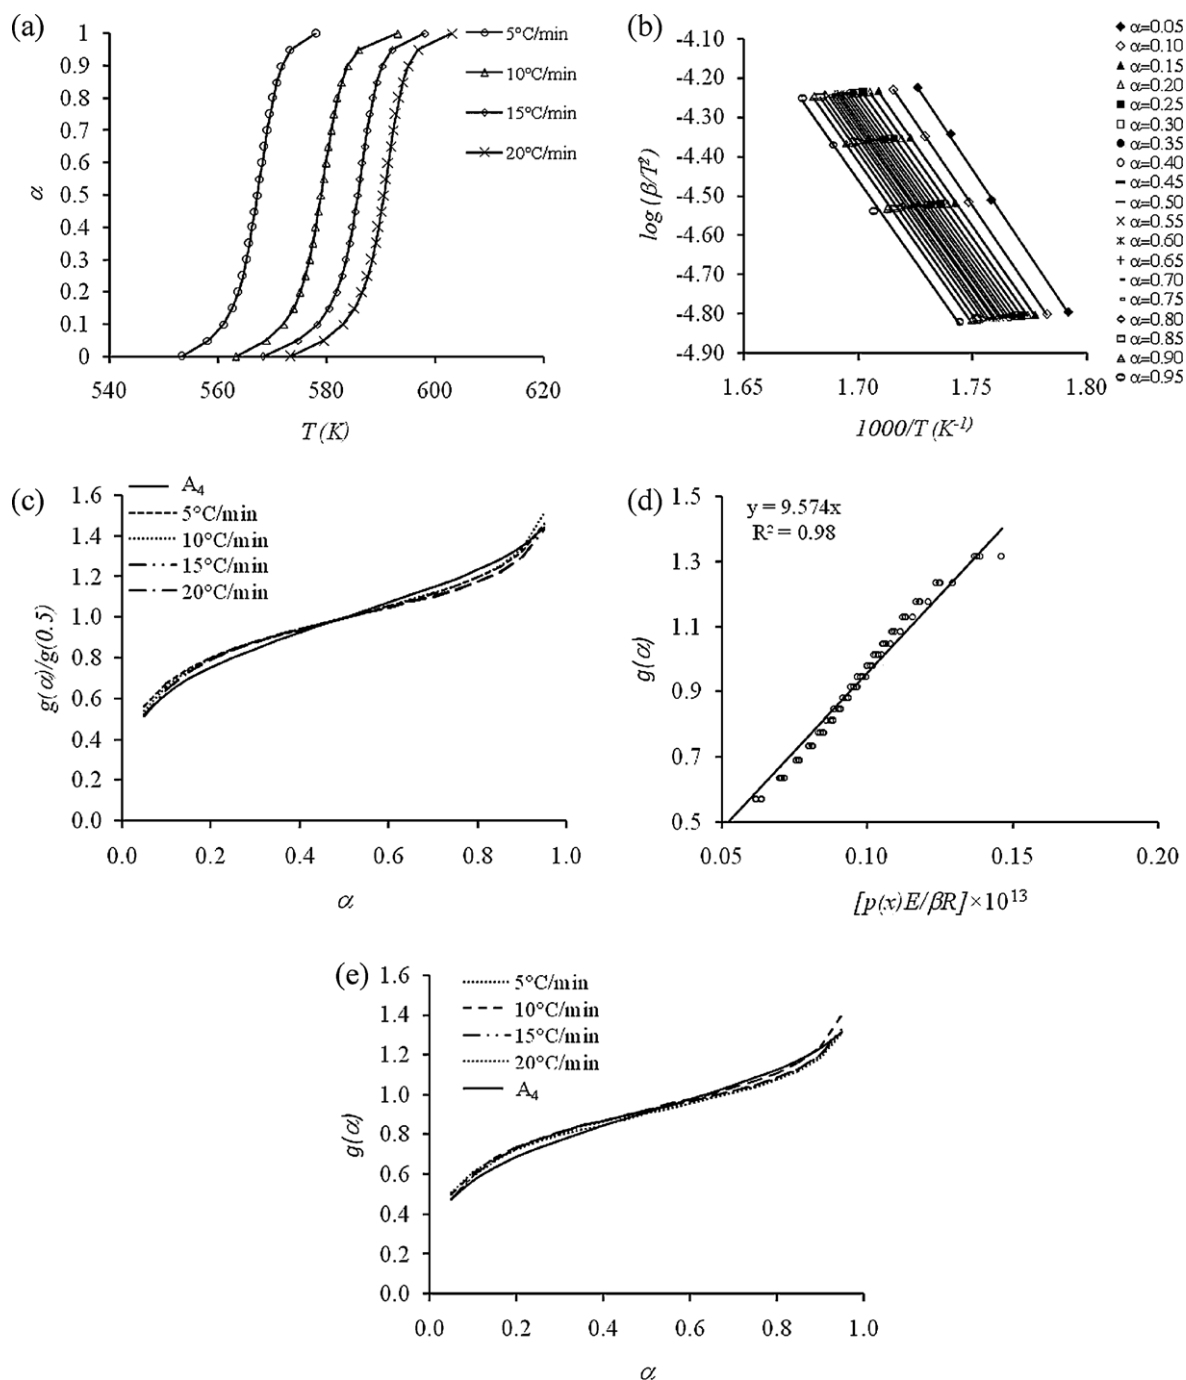 (a)
1
0.9
0.8
0.7
0.6
0.5
0.4
0.3
0.2
0.1
0
α
540
560
580
600
620
T (K)
5°C/min
10°C/min
15°C/min
20°C/min
(b)
-4.10
-4.20
-4.30
-4.40
-4.50
-4.60
-4.70
-4.80
-4.90
log (β/T²)
1.65
1.70
1.75
1.80
1000/T (K⁻¹)
α=0.05
α=0.10
α=0.15
α=0.20
α=0.25
α=0.30
α=0.35
α=0.40
α=0.45
α=0.50
α=0.55
α=0.60
α=0.65
α=0.70
α=0.75
α=0.80
α=0.85
α=0.90
α=0.95
(c)
1.6
1.4
1.2
1.0
0.8
0.6
0.4
0.2
0.0
g(α)/g(0.5)
A₄
5°C/min
10°C/min
15°C/min
20°C/min
0.0
0.2
0.4
0.6
0.8
1.0
α
(d)
1.5
1.3
1.1
0.9
0.7
0.5
g(α)
y = 9.574x
R² = 0.98
0.05
0.10
0.15
0.20
[p(x)E/βR]×10¹³
(e)
1.6
1.4
1.2
1.0
0.8
0.6
0.4
0.2
0.0
g(α)
5°C/min
10°C/min
15°C/min
20°C/min
A₄
0.0
0.2
0.4
0.6
0.8
1.0
α